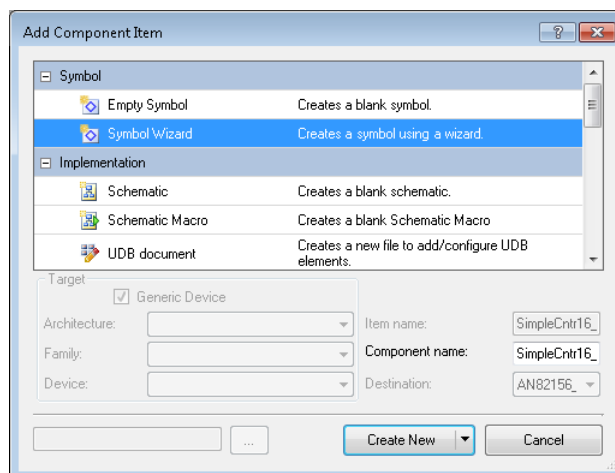 Add Component Item
Symbol
Empty Symbol Creates a blank symbol.
Symbol Wizard Creates a symbol using a wizard.
Implementation
Schematic Creates a blank schematic.
Schematic Macro Creates a blank Schematic Macro
UDB document Creates a new file to add/configure UDB
elements.
Target
Generic Device
Architecture: Item name: SimpleCntr16_
Family: Component name: SimpleCntr16_
Device: Destination: AN82156_
... Create New Cancel